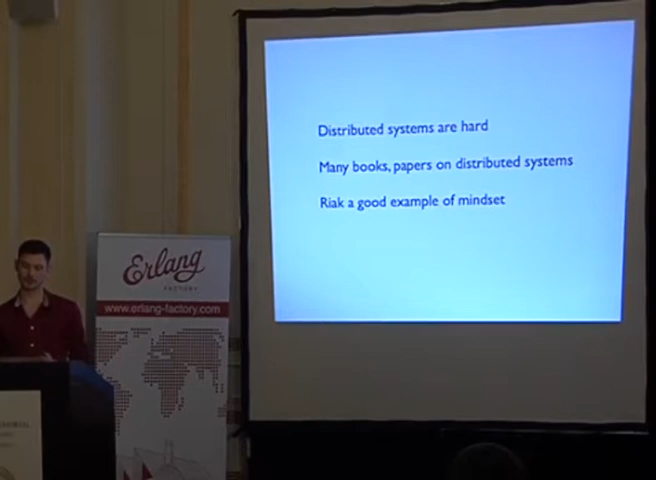 Distributed systems are hard
Many books, papers on distributed systems
Riak a good example of mindset
Erlang
FACTORY
www.erlang-factory.com